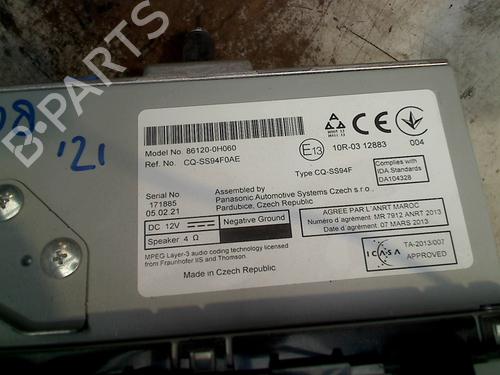 B-PARTS
'21
Model No. 86120-0H060
Ref. No. CQ-SS94F0AE
CE
E13
10R-03 12883
004
Type CQ-SS94F
Complies with
IDA Standards
DA104328
Serial No
171885
05.02.21
Assembled by
Panasonic Automotive Systems Czech s.r.o.,
Pardubice, Czech Republic
DC 12V
Negative Ground
Speaker 4 Ω
AGREE PAR L'ANRT MAROC
Numéro d'agrément: MR 7912 ANRT 2013
Date d'agrément: 07 MARS 2013
MPEG Layer-3 audio coding technology licensed
from Fraunhofer IIS and Thomson.
ICASA
TA-2013/007
APPROVED
Made in Czech Republic